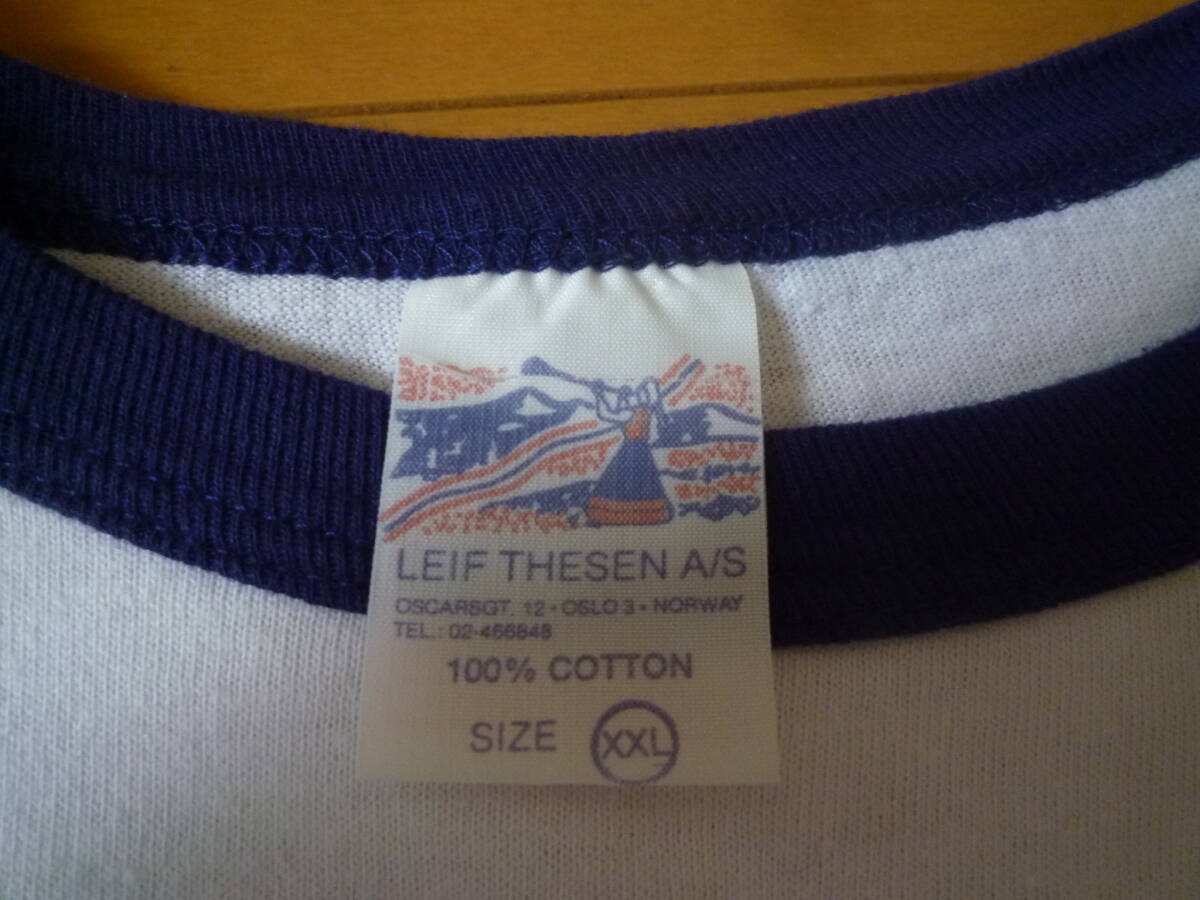 LEIF THESEN A/S
OSCARSGT. 12 • OSLO 3 • NORWAY
TEL.: 02-466848
100% COTTON
SIZE XXL